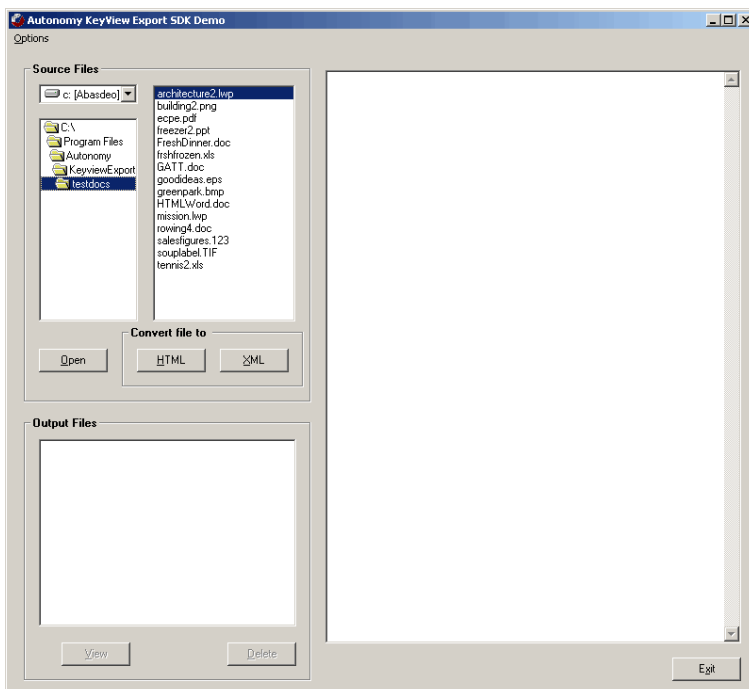 Autonomy KeyView Export SDK Demo
Options
Source Files
c: [Abasdeo]
C:\
Program Files
Autonomy
KeyviewExport
testdocs
architecture2.lwp
building2.png
ecpe.pdf
freezer2.ppt
FreshDinner.doc
frshfrozen.xls
GATT.doc
goodideas.eps
greenpark.bmp
HTMLWord.doc
mission.lwp
rowing4.doc
salesfigures.123
souplabel.TIF
tennis2.xls
Convert file to
Open
HTML
XML
Output Files
View
Delete
Exit